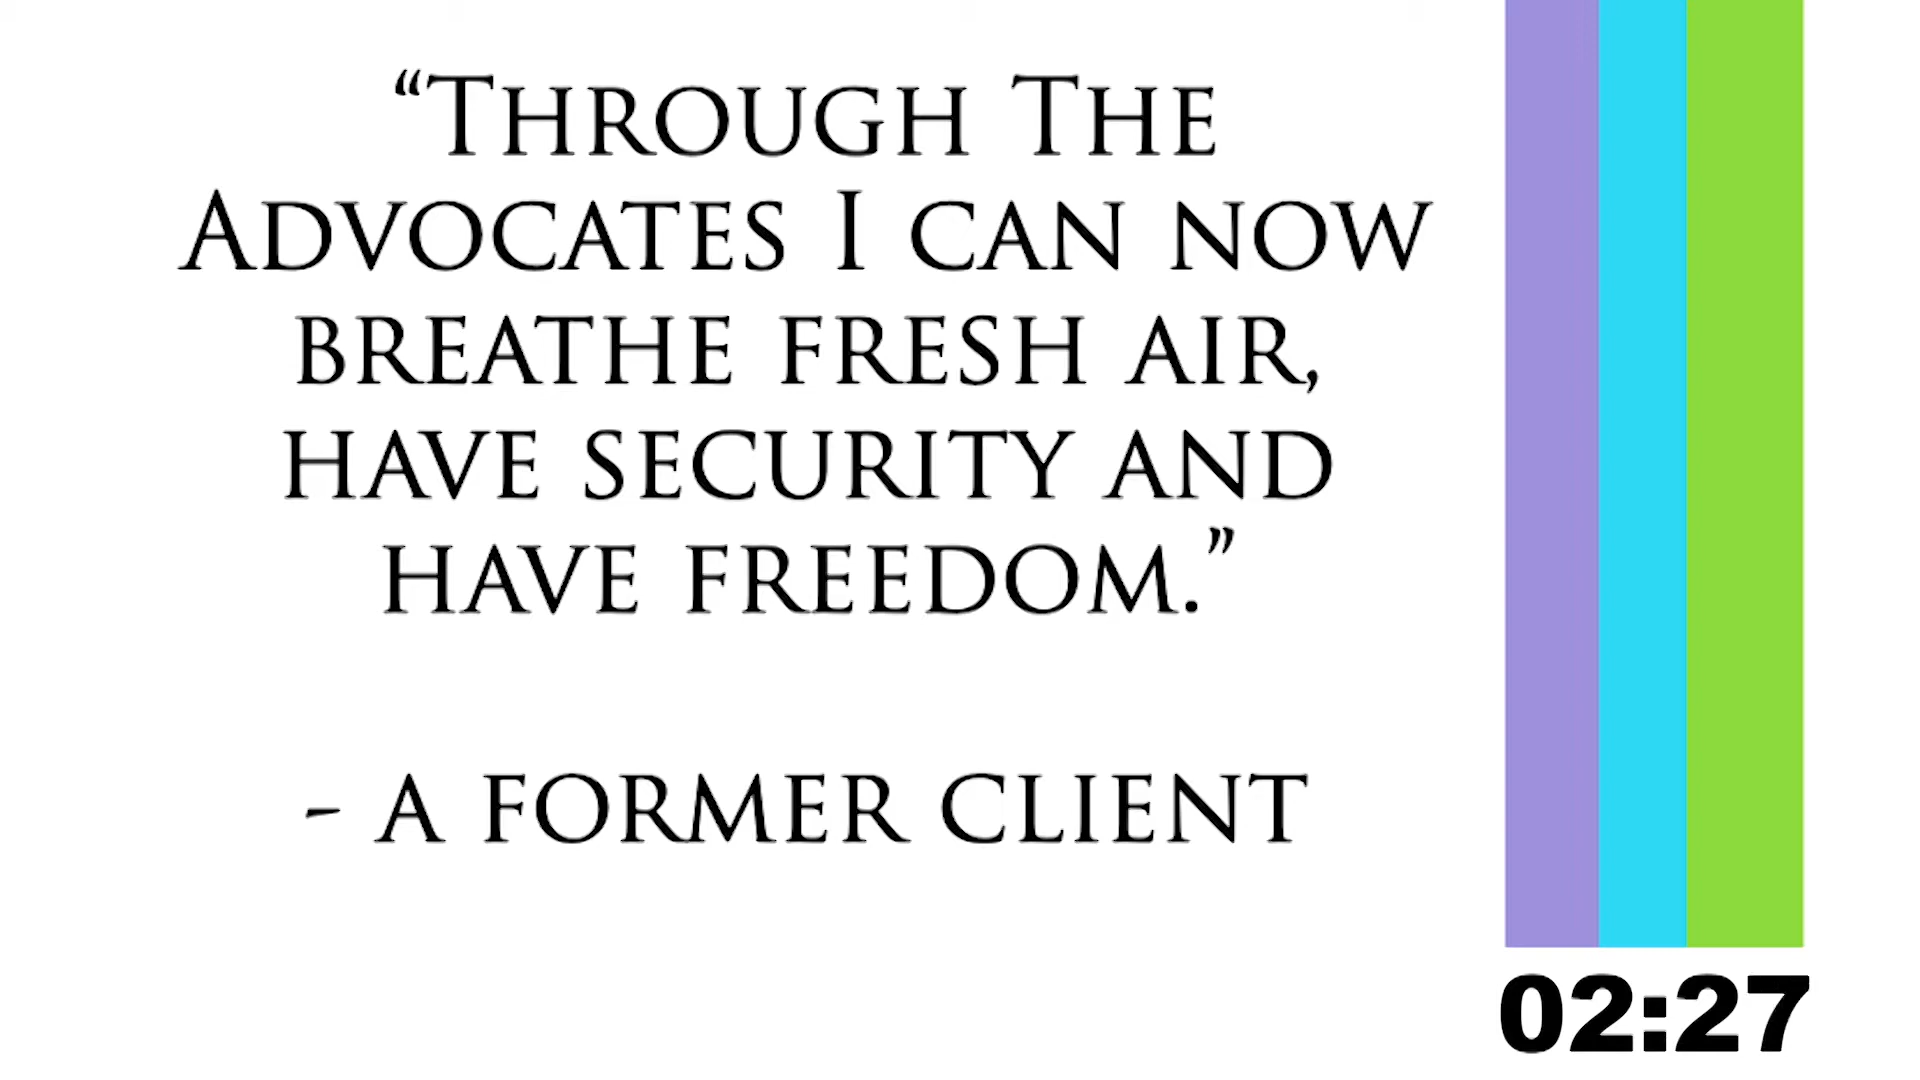 “Through The
Advocates I can now
breathe fresh air,
have security and
have freedom.”
- a former client
02:27